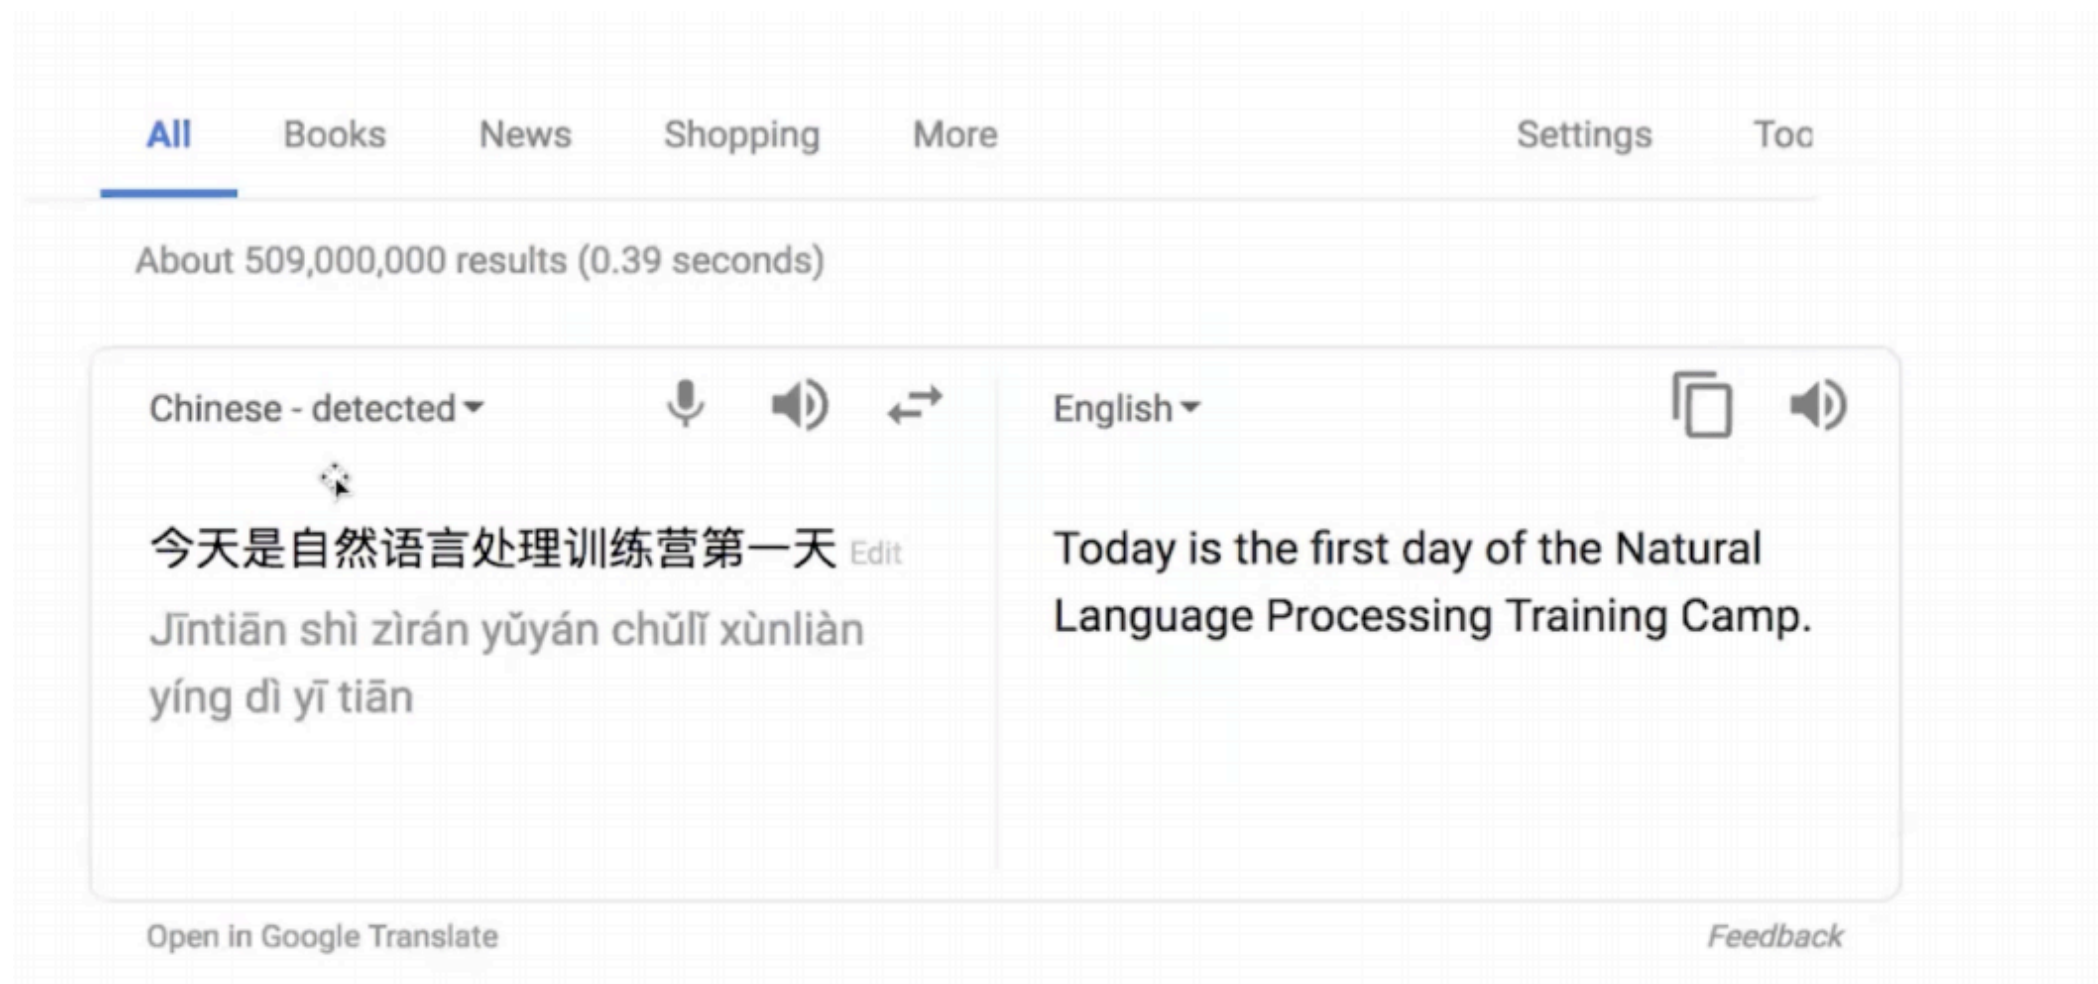 All Books News Shopping More Settings Too
About 509,000,000 results (0.39 seconds)
Chinese - detected English
今天是自然语言处理训练营第一天 Edit
Jīntiān shì zìrán yǔyán chǔlǐ xùnliàn
yíng dì yī tiān
Today is the first day of the Natural
Language Processing Training Camp.
Open in Google Translate Feedback